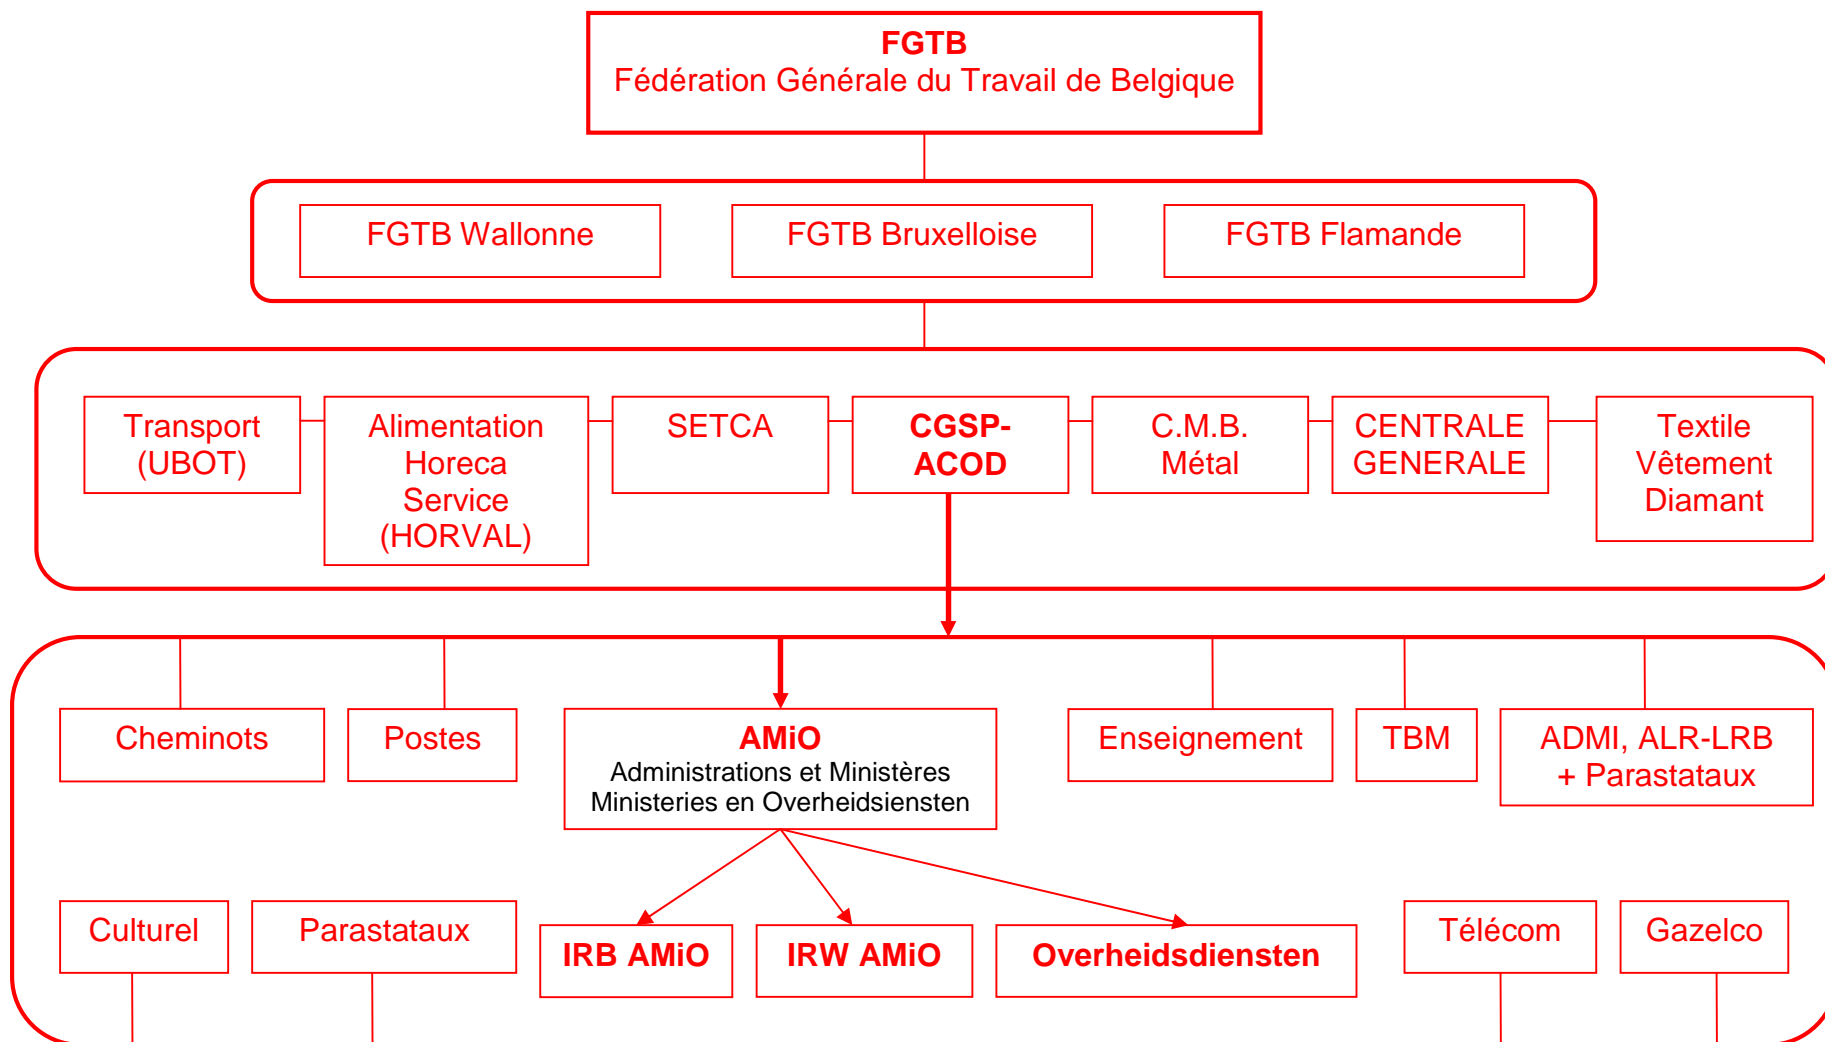 FGTB
Fédération Générale du Travail de Belgique
FGTB Wallonne
FGTB Bruxelloise
FGTB Flamande
Transport
(UBOT)
Alimentation
Horeca
Service
(HORVAL)
SETCA
CGSP-
ACOD
C.M.B.
Métal
CENTRALE
GENERALE
Textile
Vêtement
Diamant
Cheminots
Postes
AMiO
Administrations et Ministères
Ministeries en Overheidsiensten
Enseignement
TBM
ADMI, ALR-LRB
+ Parastataux
Culturel
Parastataux
IRB AMiO
IRW AMiO
Overheidsdiensten
Télécom
Gazelco